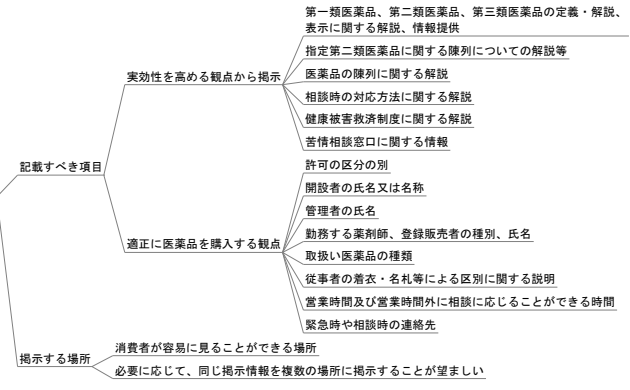 記載すべき項目
実効性を高める観点から掲示
第一類医薬品、第二類医薬品、第三類医薬品の定義・解説、
表示に関する解説、情報提供
指定第二類医薬品に関する陳列についての解説等
医薬品の陳列に関する解説
相談時の対応方法に関する解説
健康被害救済制度に関する解説
苦情相談窓口に関する情報
適正に医薬品を購入する観点
許可の区分の別
開設者の氏名又は名称
管理者の氏名
勤務する薬剤師、登録販売者の種別、氏名
取扱い医薬品の種類
従事者の着衣・名札等による区別に関する説明
営業時間及び営業時間外に相談に応じることができる時間
緊急時や相談時の連絡先
掲示する場所
消費者が容易に見ることができる場所
必要に応じて、同じ掲示情報を複数の場所に掲示することが望ましい